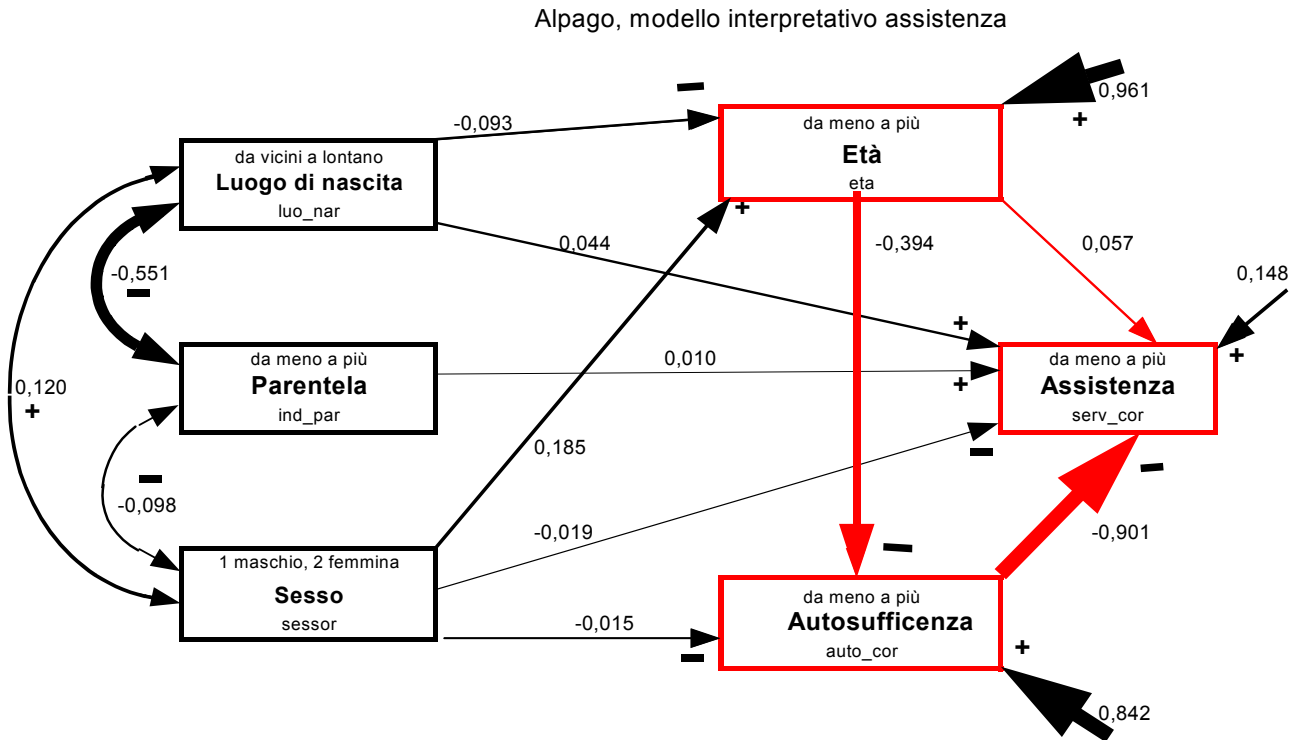 Alpago, modello interpretativo assistenza
0,961
+
-0,093
da meno a più
Età
eta
da vicini a lontano
Luogo di nascita
luo_nar
+
-0,394
0,057
0,044
0,148
-0,551
+
+
da meno a più
Parentela
ind_par
0,010
+
da meno a più
Assistenza
serv_cor
0,120
+
0,185
-0,098
-0,019
-0,901
1 maschio, 2 femmina
Sesso
sessor
-0,015
da meno a più
Autosufficenza
auto_cor
+
0,842